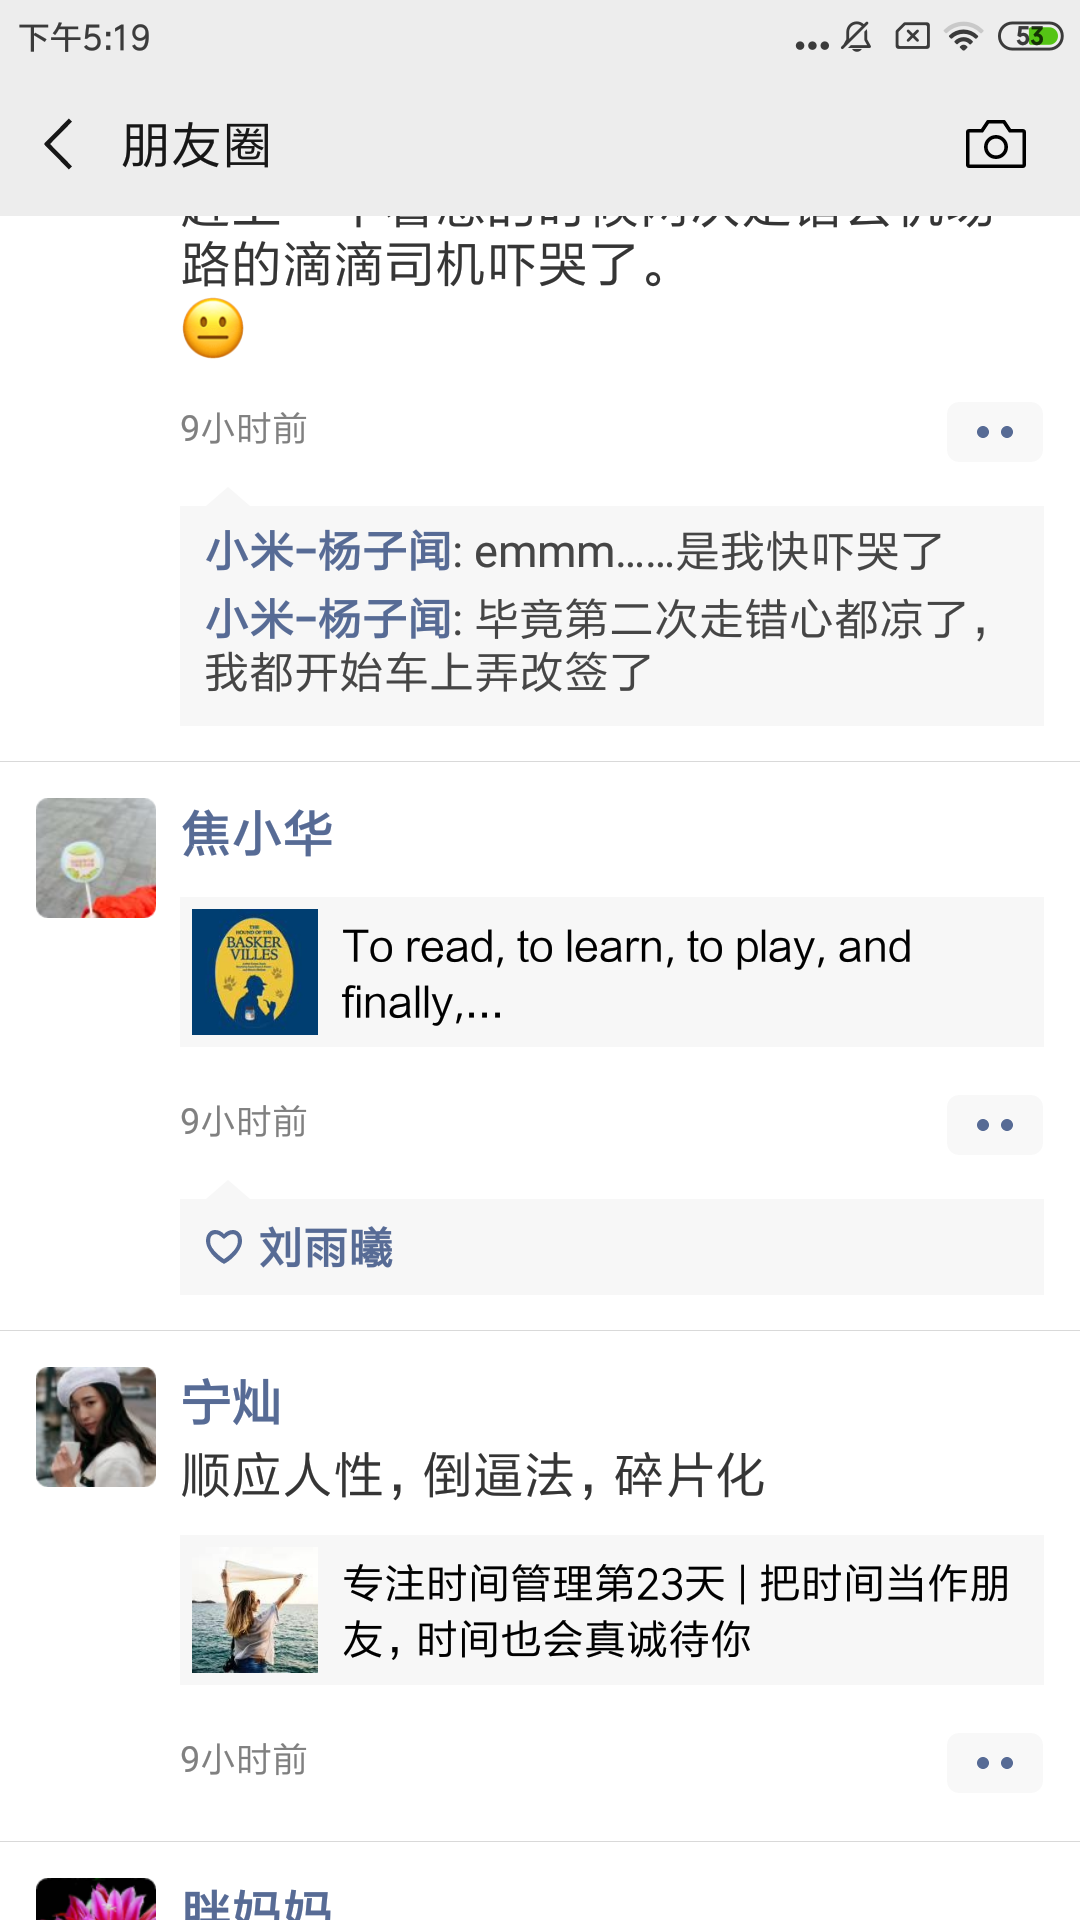 下午5:19
53
朋友圈
路的滴滴司机吓哭了。
9小时前
小米-杨子闻: emmm……是我快吓哭了
小米-杨子闻: 毕竟第二次走错心都凉了，
我都开始车上弄改签了
焦小华
THE
HOUND OF THE
BASKER
VILLES
To read, to learn, to play, and
finally,...
9小时前
刘雨曦
宁灿
顺应人性，倒逼法，碎片化
专注时间管理第23天 | 把时间当作朋
友，时间也会真诚待你
9小时前